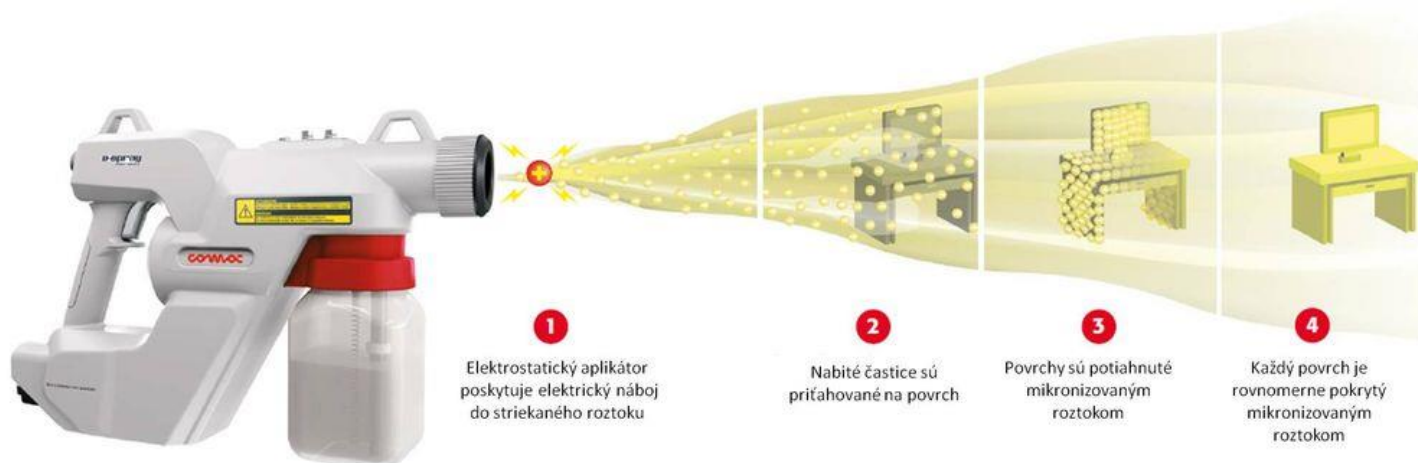 e-spray
comac
+
1
Elektrostatický aplikátor
poskytuje elektrický náboj
do striekaného roztoku
2
Nabité častice sú
priťahované na povrch
3
Povrchy sú potiahnuté
mikronizovaným
roztokom
4
Každý povrch je
rovnomerne pokrytý
mikronizovaným
roztokom